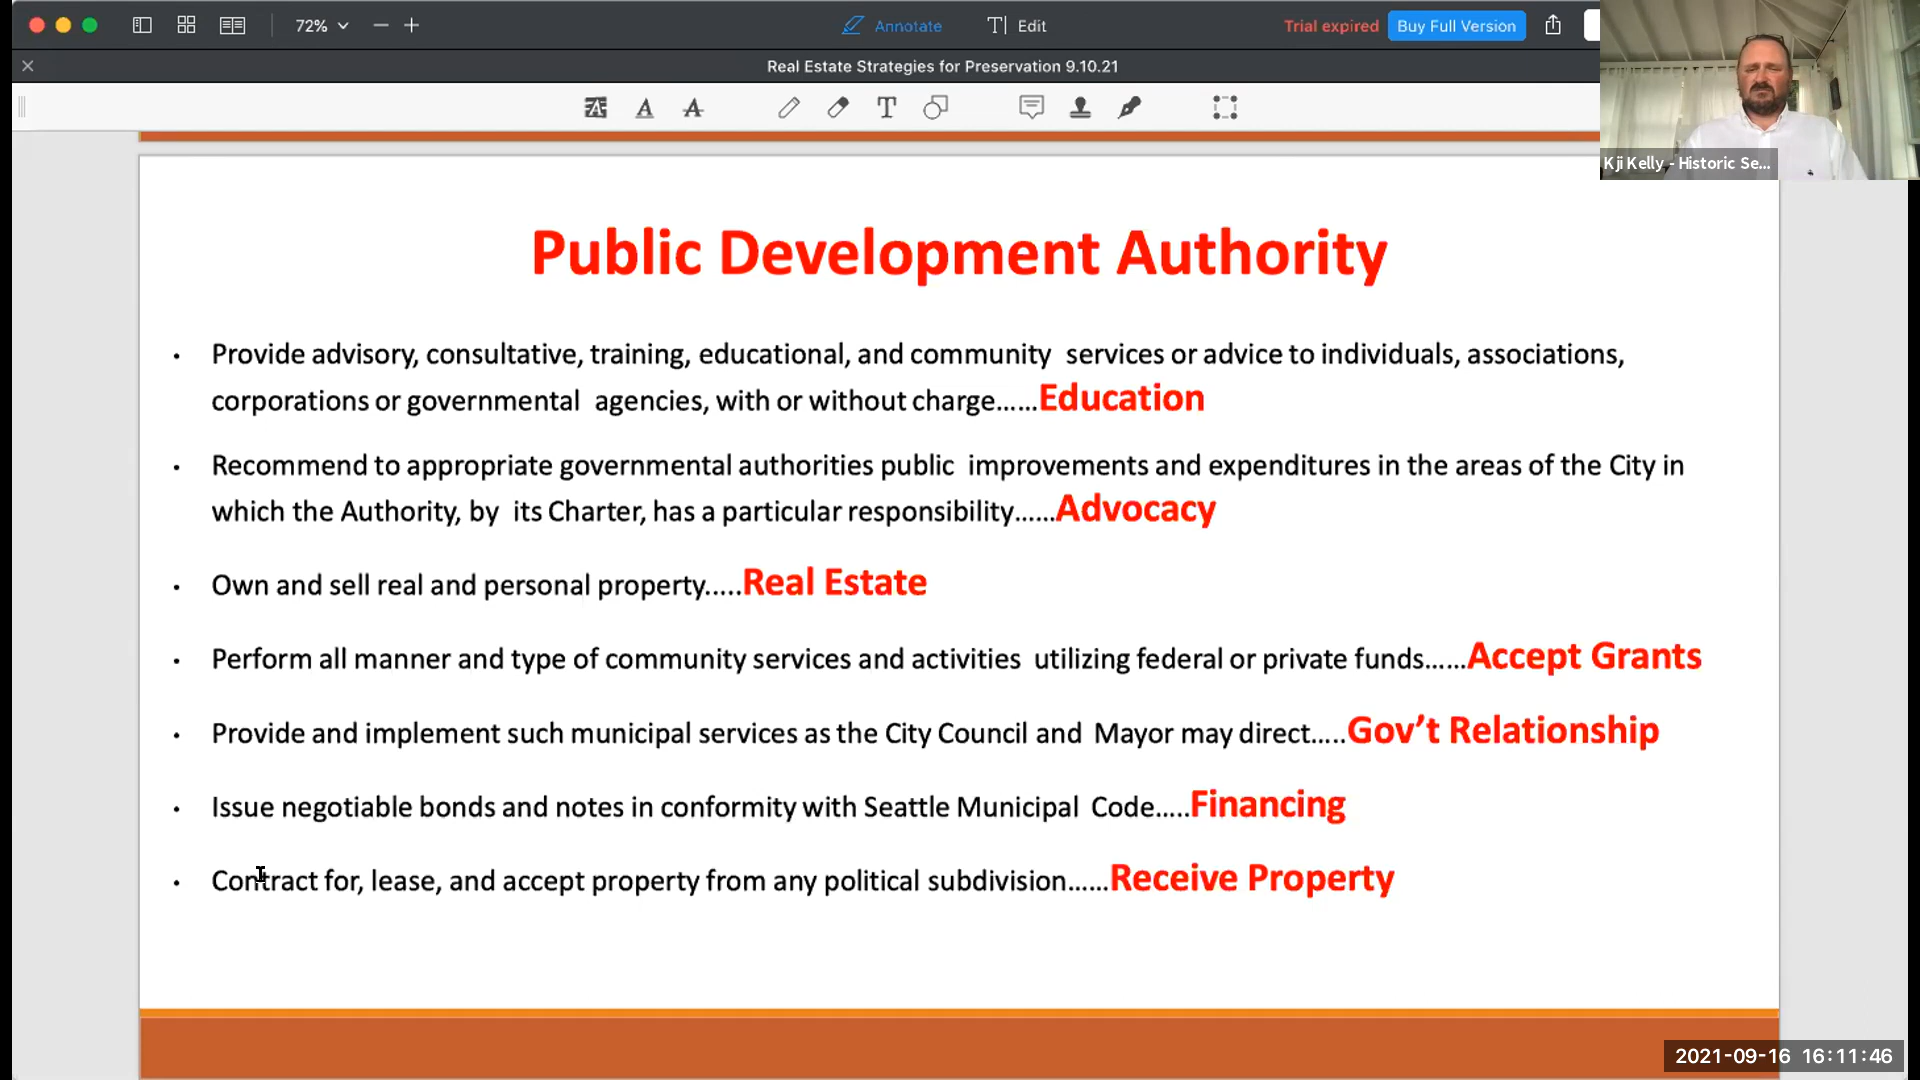 72%
Annotate
Edit
Trial expired
Buy Full Version
Real Estate Strategies for Preservation 9.10.21
Kji Kelly - Historic Se...
Public Development Authority
• Provide advisory, consultative, training, educational, and community services or advice to individuals, associations,
corporations or governmental agencies, with or without charge......Education
• Recommend to appropriate governmental authorities public improvements and expenditures in the areas of the City in
which the Authority, by its Charter, has a particular responsibility......Advocacy
• Own and sell real and personal property.....Real Estate
• Perform all manner and type of community services and activities utilizing federal or private funds......Accept Grants
• Provide and implement such municipal services as the City Council and Mayor may direct.....Gov't Relationship
• Issue negotiable bonds and notes in conformity with Seattle Municipal Code.....Financing
• Contract for, lease, and accept property from any political subdivision......Receive Property
2021-09-16 16:11:46